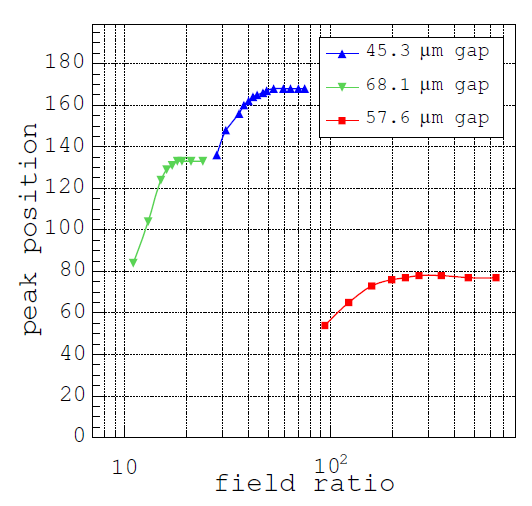 45.3 μm gap
68.1 μm gap
57.6 μm gap
peak position
180
160
140
120
100
80
60
40
20
0
10
10²
field ratio